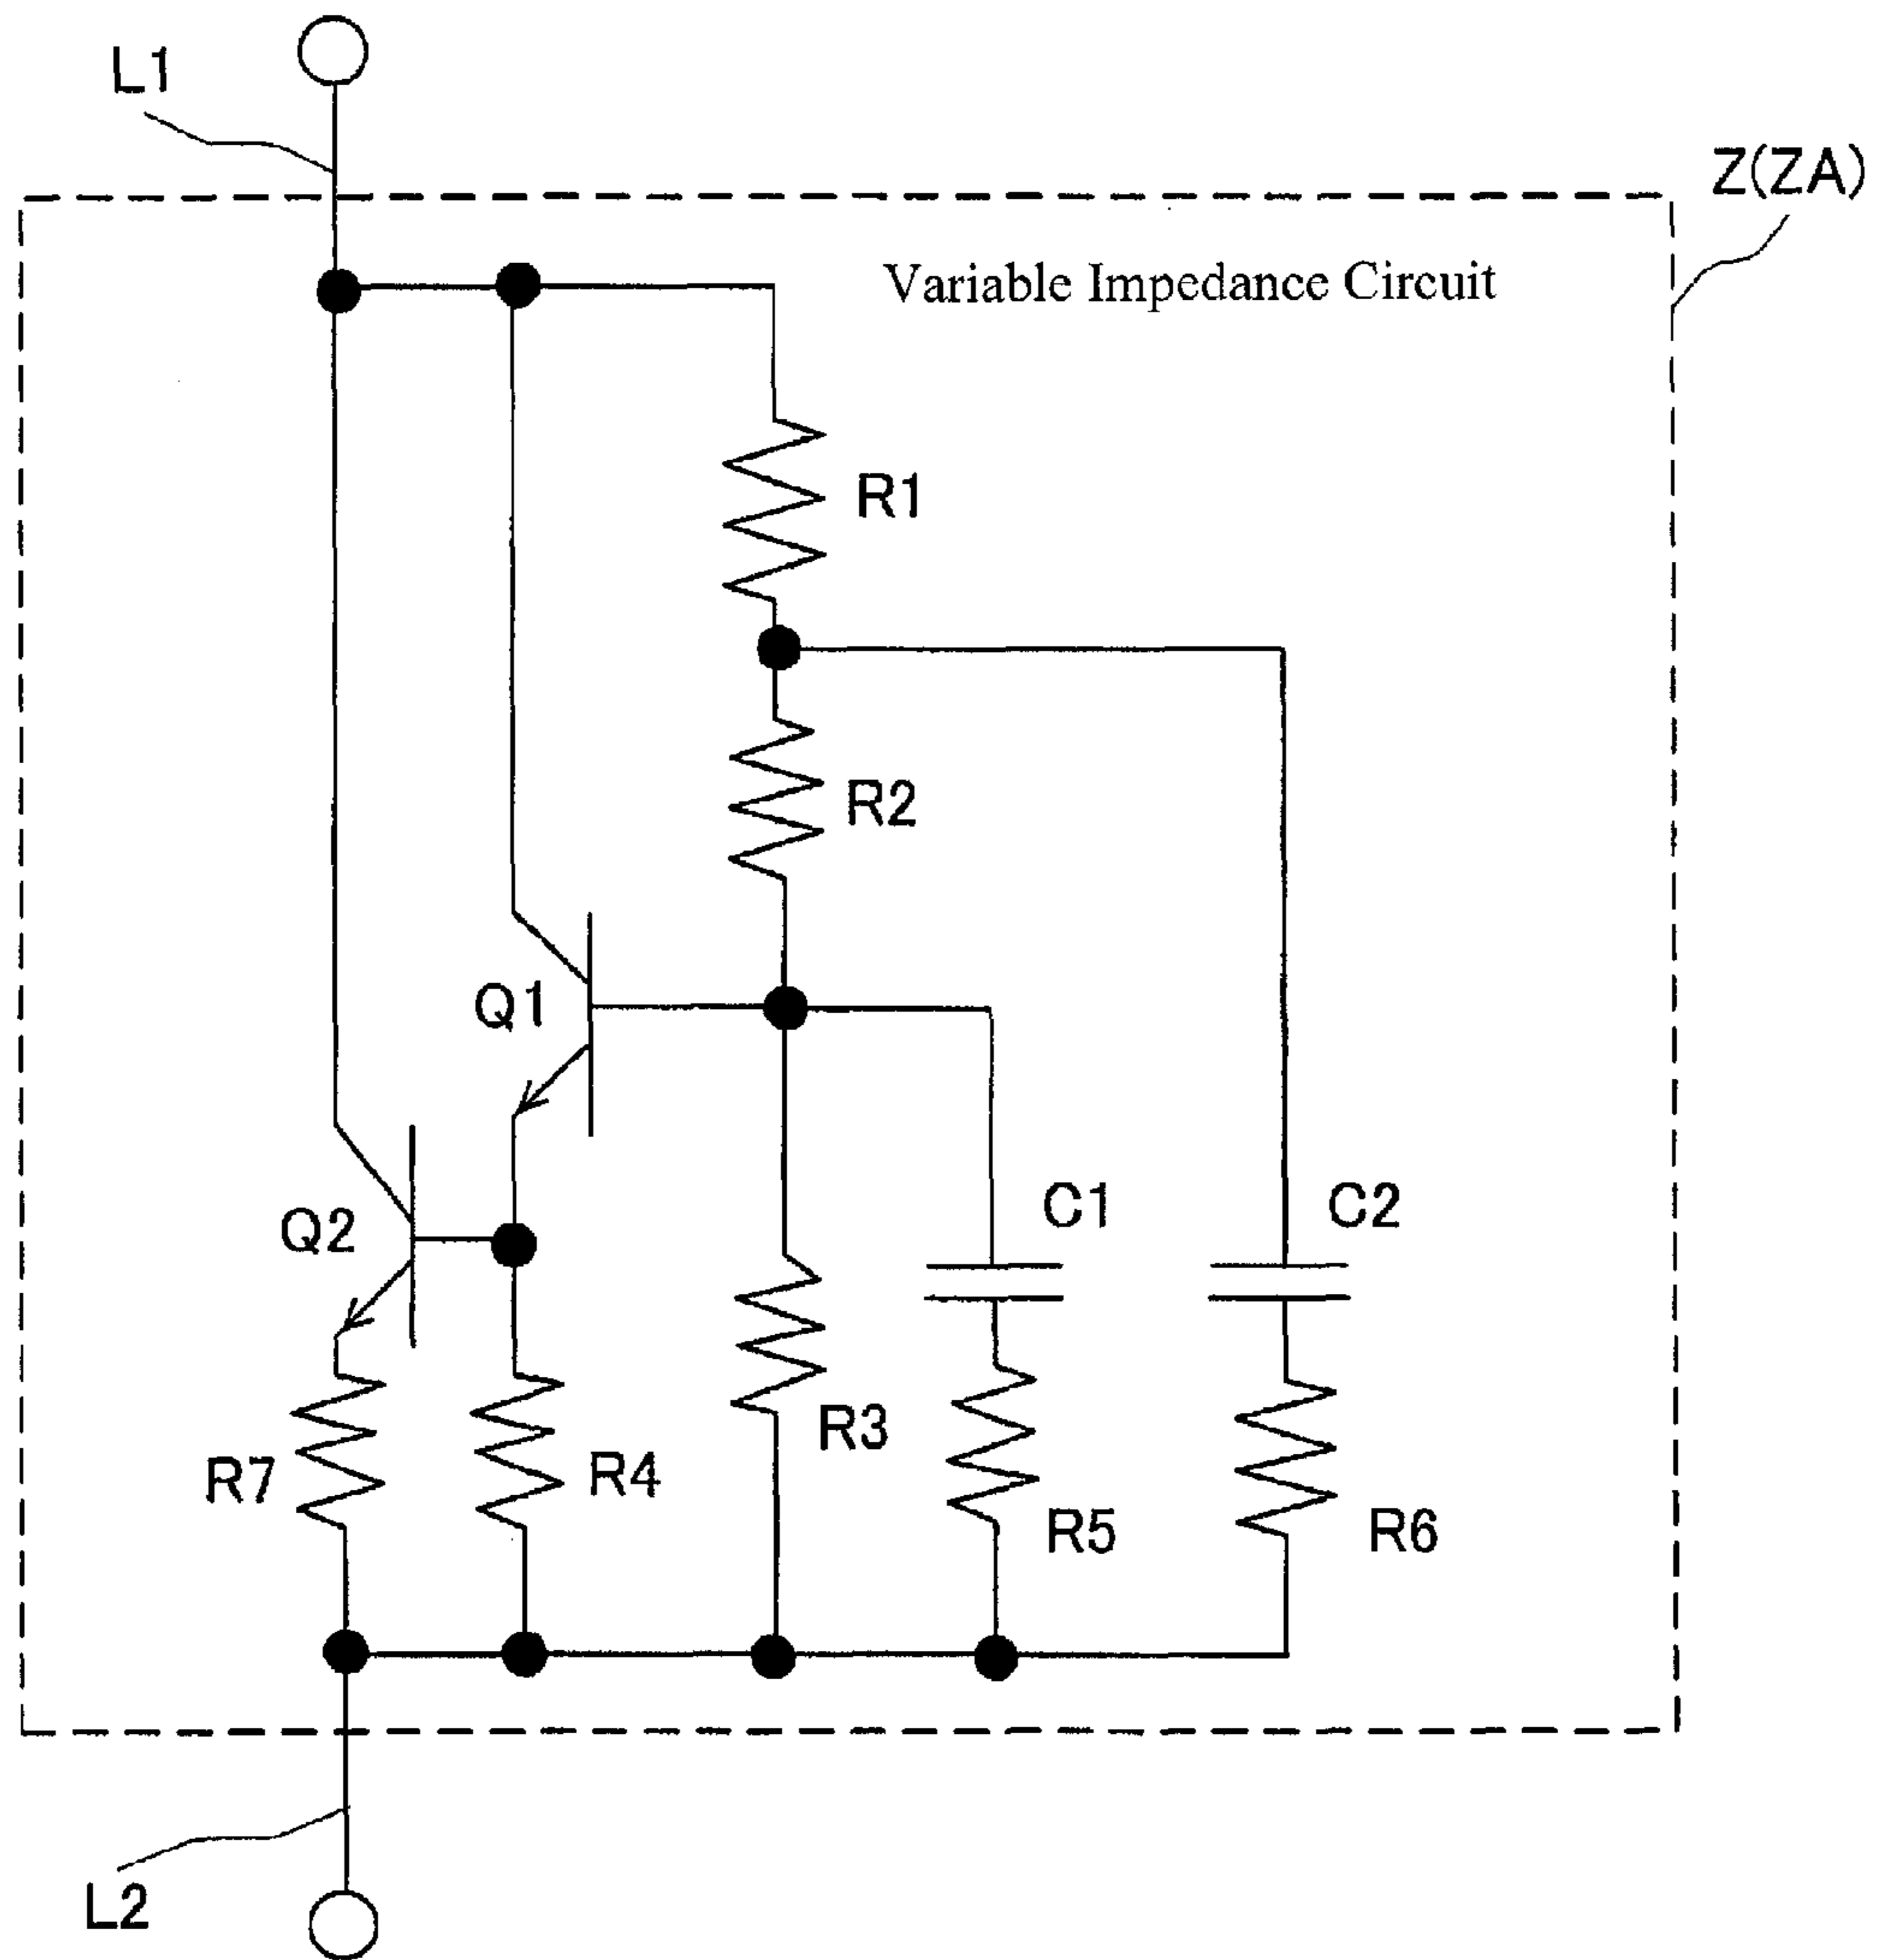 L1
Z(ZA)
Variable Impedance Circuit
R1
R2
Q1
C1
C2
Q2
R3
R4
R7
R5
R6
L2